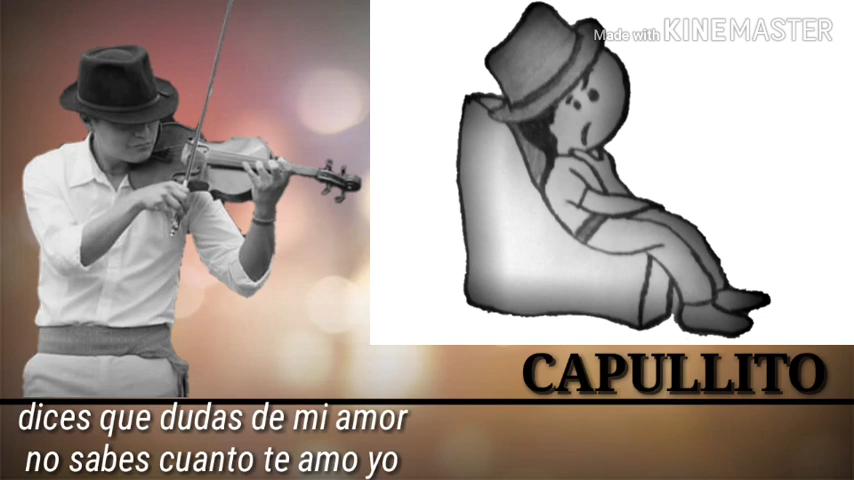 Made with KINEMASTER
CAPULLITO
dices que dudas de mi amor
no sabes cuanto te amo yo